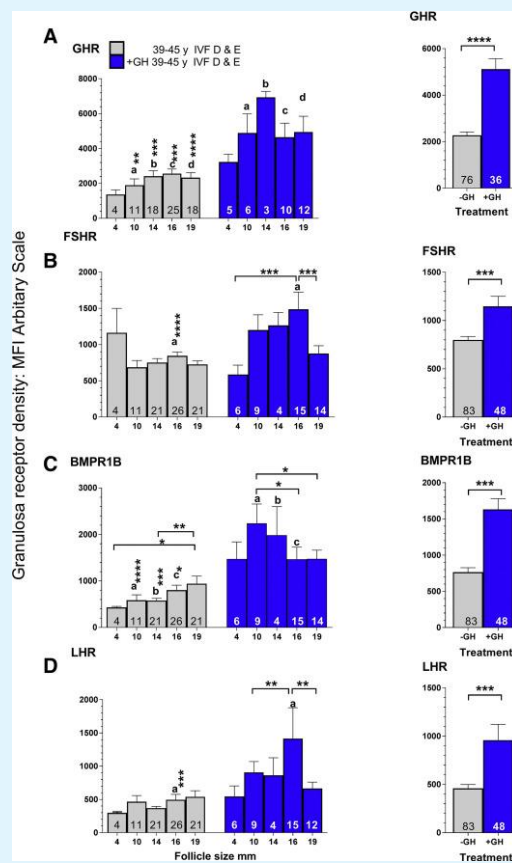 A
GHR
39-45 y IVF D & E
+GH 39-45 y IVF D & E
GHR
Granulosa receptor density: MFI Arbitary Scale
8000
6000
4000
2000
0
a ** b *** c *** d ****
4 11 18 25 18
4 10 14 16 19
a b c d
5 6 3 10 12
4 10 14 16 19
6000
4000
2000
0
****
76 36
-GH +GH
Treatment
B
FSHR
FSHR
2000
1500
1000
500
0
a ****
4 11 21 26 21
4 10 14 16 19
*** ***
a
6 9 4 15 14
4 10 14 16 19
1500
1000
500
0
***
83 48
-GH +GH
Treatment
C
BMPR1B
BMPR1B
3000
2000
1000
0
**
*
a **** b *** c *
4 11 21 26 21
4 10 14 16 19
*
*
a b c
6 9 4 15 14
4 10 14 16 19
2000
1500
1000
500
0
***
83 48
-GH +GH
Treatment
D
LHR
LHR
2000
1500
1000
500
0
a ***
4 11 21 26 21
4 10 14 16 19
** **
a
6 9 4 15 12
4 10 14 16 19
Follicle size mm
1500
1000
500
0
***
83 48
-GH +GH
Treatment